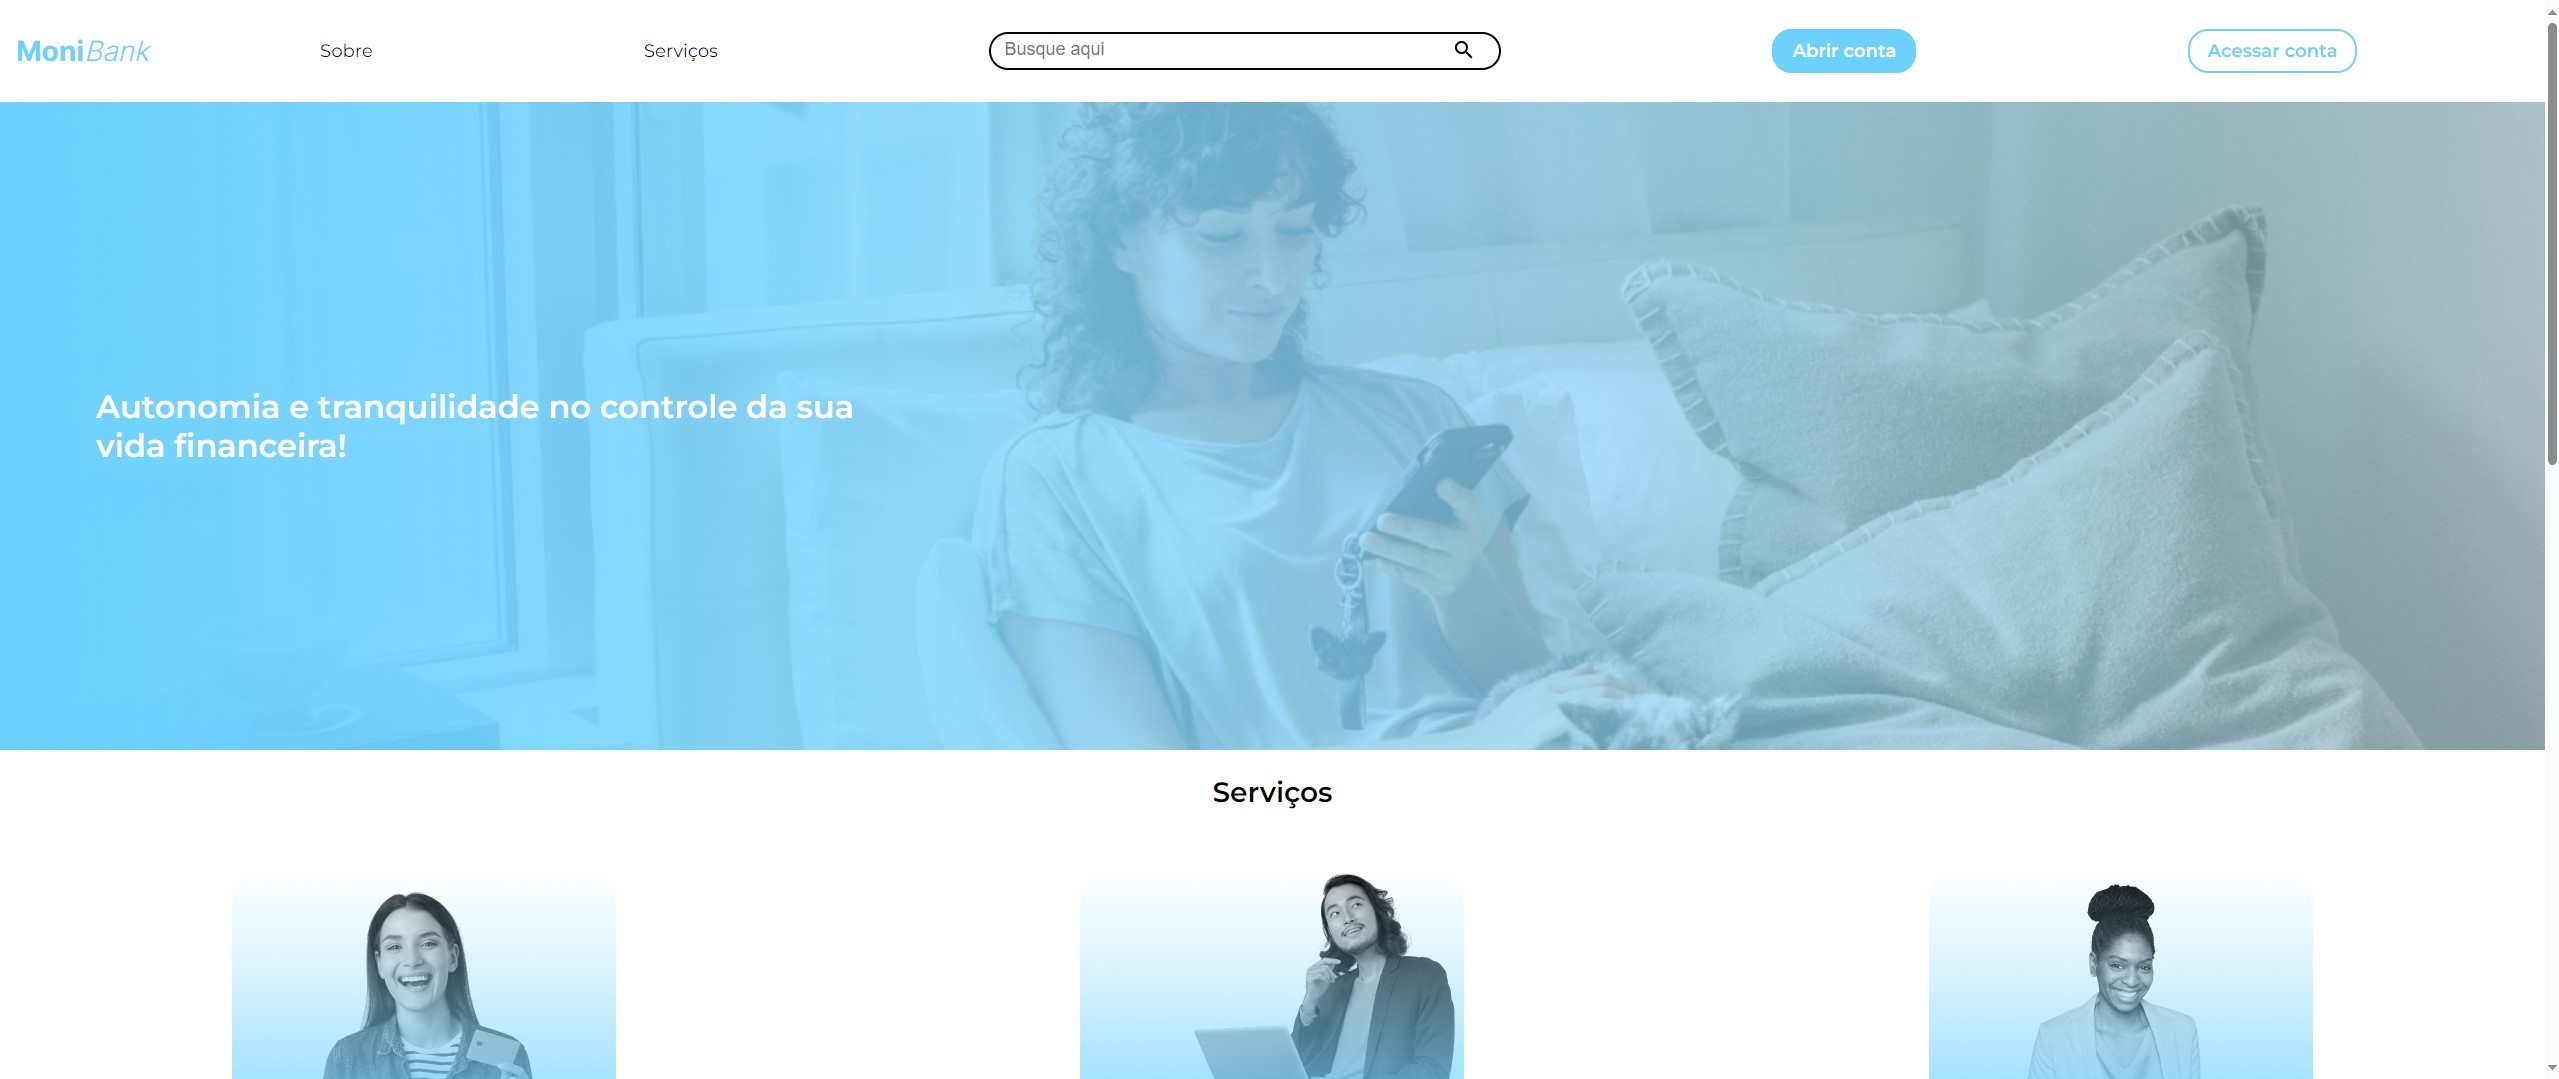 MoniBank
Sobre
Serviços
Busque aqui
Abrir conta
Acessar conta
Autonomia e tranquilidade no controle da sua
vida financeira!
Serviços